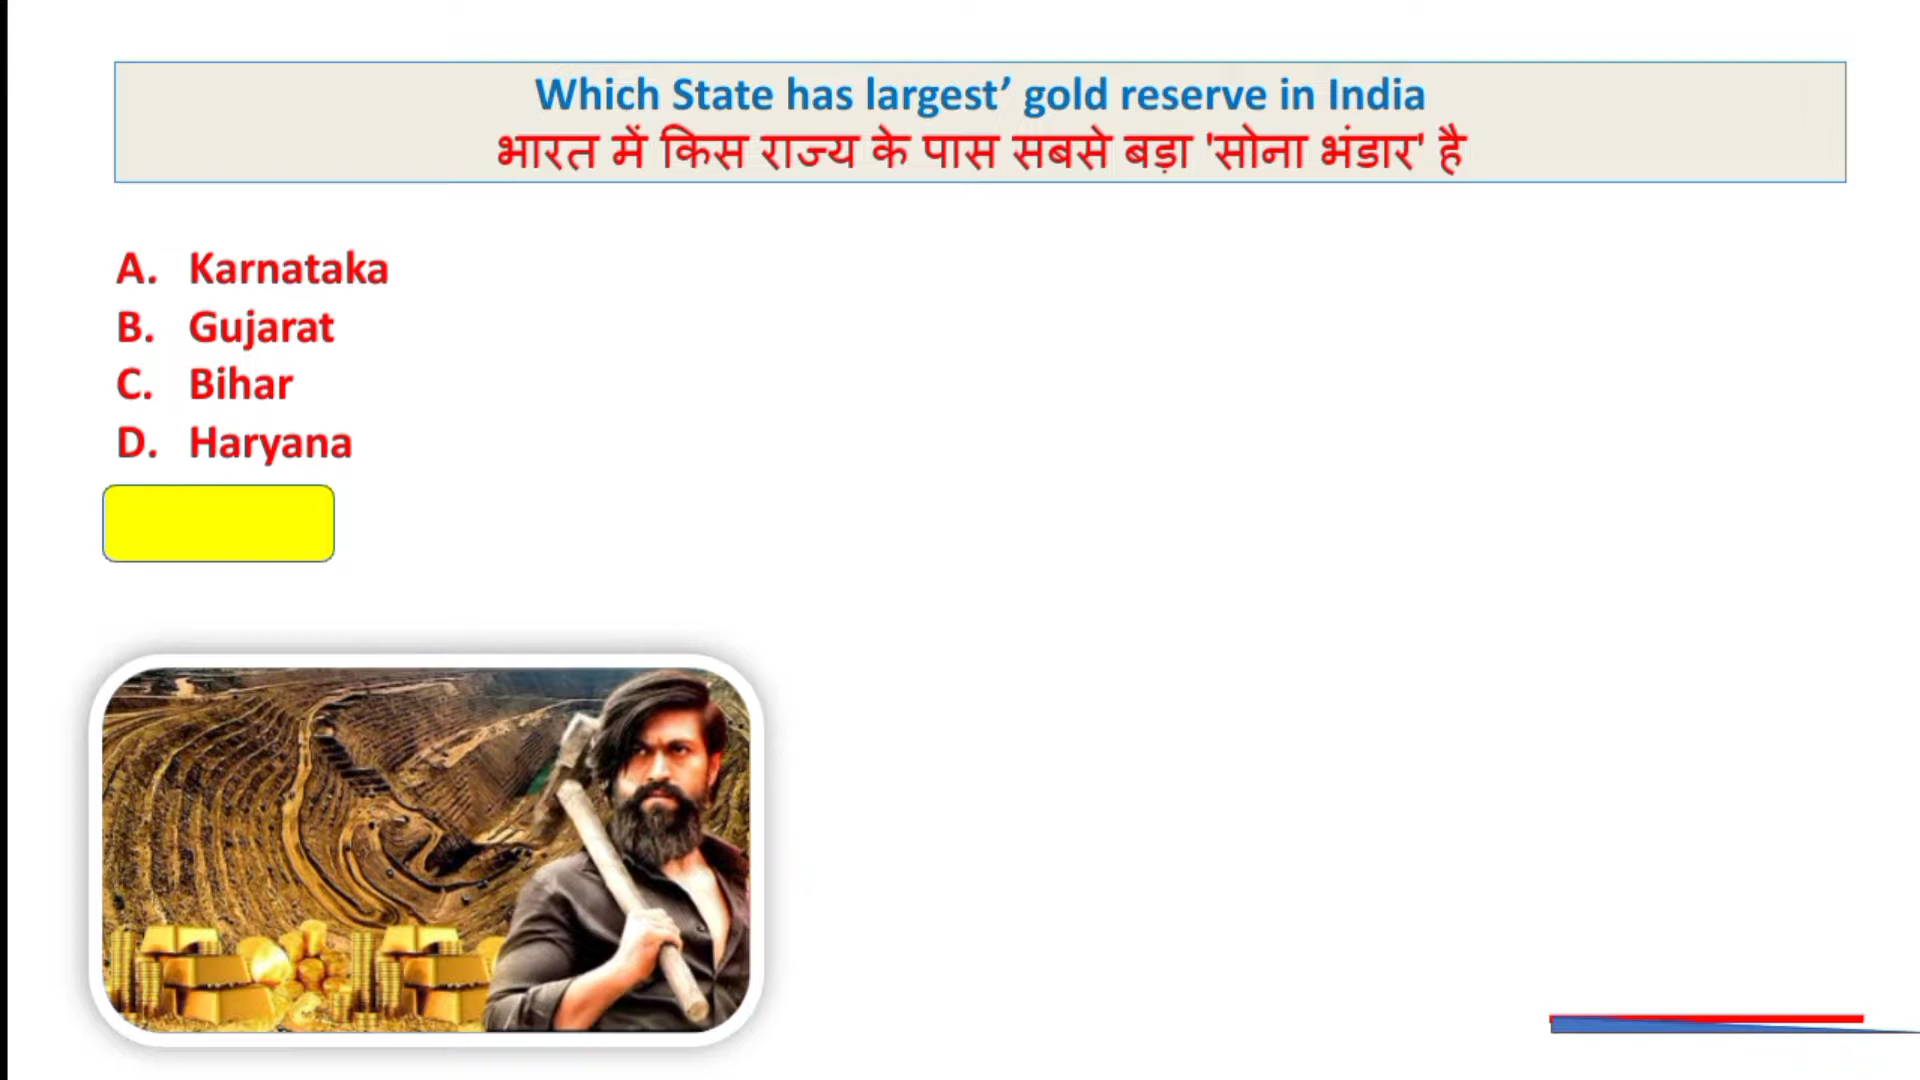 Which State has largest’ gold reserve in India
भारत में किस राज्य के पास सबसे बड़ा 'सोना भंडार' है
A. Karnataka
B. Gujarat
C. Bihar
D. Haryana